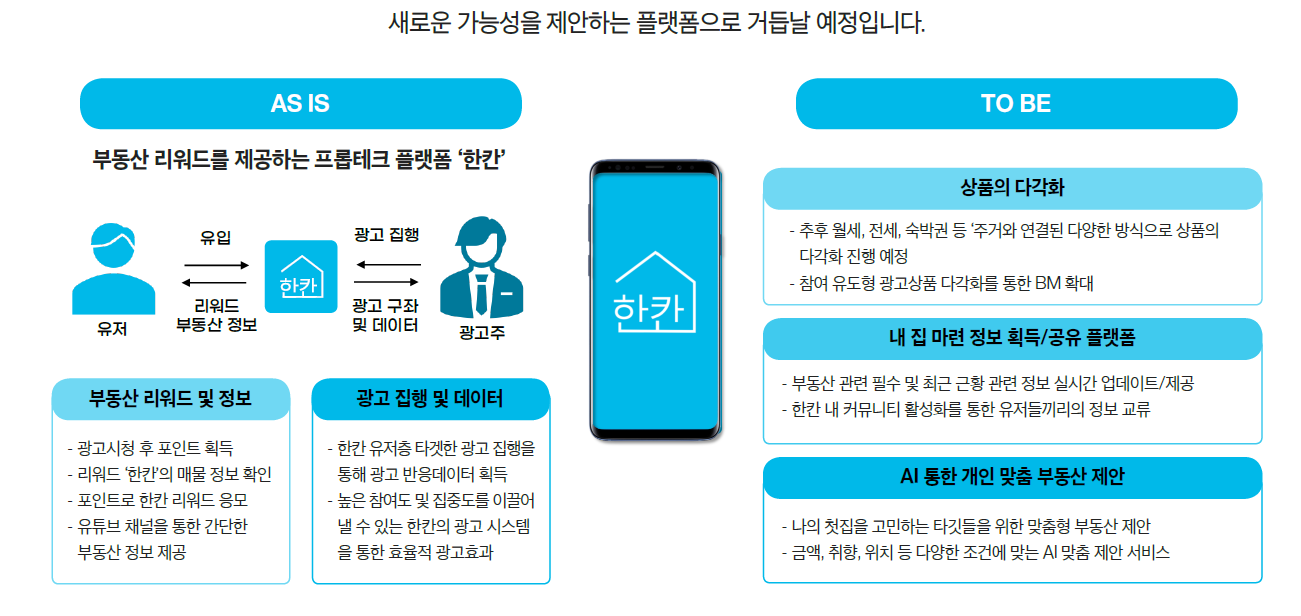 새로운 가능성을 제안하는 플랫폼으로 거듭날 예정입니다.
AS IS
부동산 리워드를 제공하는 프롭테크 플랫폼 ‘한칸’
유입
광고 집행
한칸
리워드
부동산 정보
광고 구좌
및 데이터
유저
광고주
부동산 리워드 및 정보
- 광고시청 후 포인트 획득
- 리워드 ‘한칸’의 매물 정보 확인
- 포인트로 한칸 리워드 응모
- 유튜브 채널을 통한 간단한
부동산 정보 제공
광고 집행 및 데이터
- 한칸 유저층 타겟한 광고 집행을
통해 광고 반응데이터 획득
- 높은 참여도 및 집중도를 이끌어
낼 수 있는 한칸의 광고 시스템
을 통한 효율적 광고효과
한칸
TO BE
상품의 다각화
- 추후 월세, 전세, 숙박권 등 ‘주거와 연결된 다양한 방식으로 상품의
다각화 진행 예정
- 참여 유도형 광고상품 다각화를 통한 BM 확대
내 집 마련 정보 획득/공유 플랫폼
- 부동산 관련 필수 및 최근 근황 관련 정보 실시간 업데이트/제공
- 한칸 내 커뮤니티 활성화를 통한 유저들끼리의 정보 교류
AI 통한 개인 맞춤 부동산 제안
- 나의 첫집을 고민하는 타깃들을 위한 맞춤형 부동산 제안
- 금액, 취향, 위치 등 다양한 조건에 맞는 AI 맞춤 제안 서비스